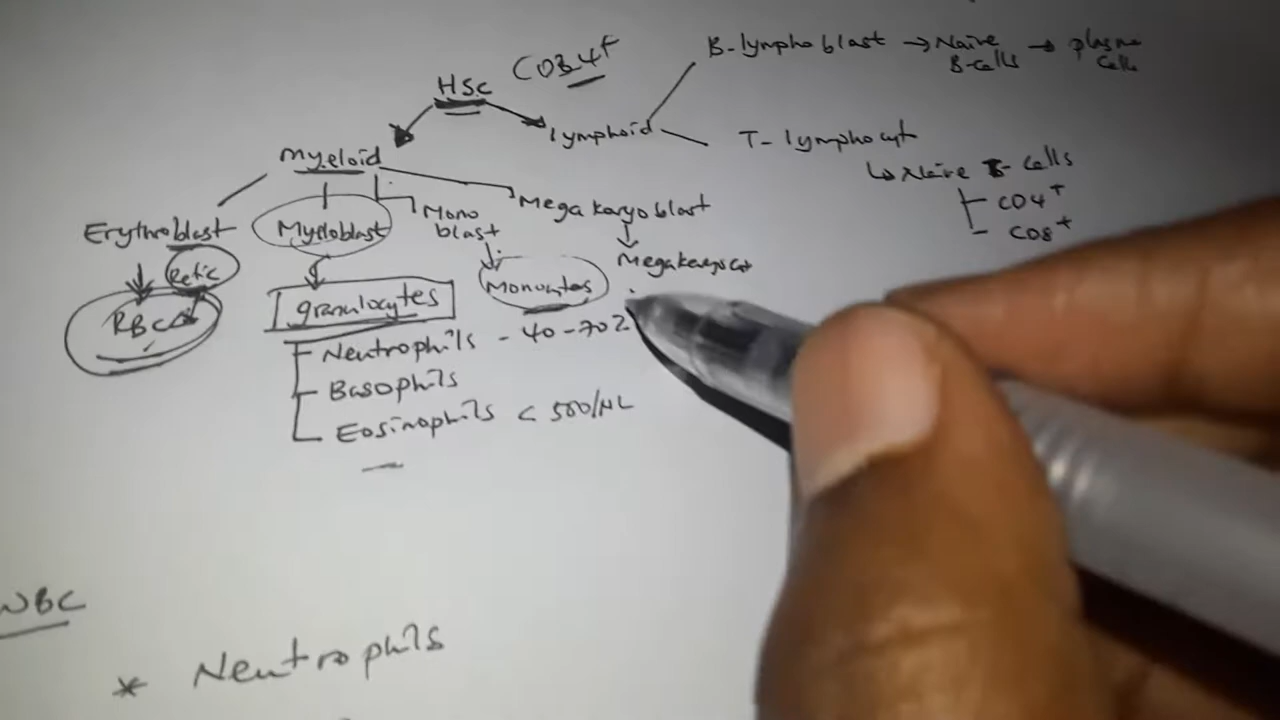 HSC CD34+
B-lymphoblast → Naive B-cells → plasma cells
lymphoid
T-lymphocyt
↳ Naive B-cells
CD4+
CD8+
Myeloid
Erythroblast
Retic
RBC
Myeloblast
granulocytes
Neutrophils - 40-70%
Basophils
Eosinophils < 500/μL
Mono
blast
Monocytes
Megakaryoblast
Megakaryocyt
WBC
* Neutrophils